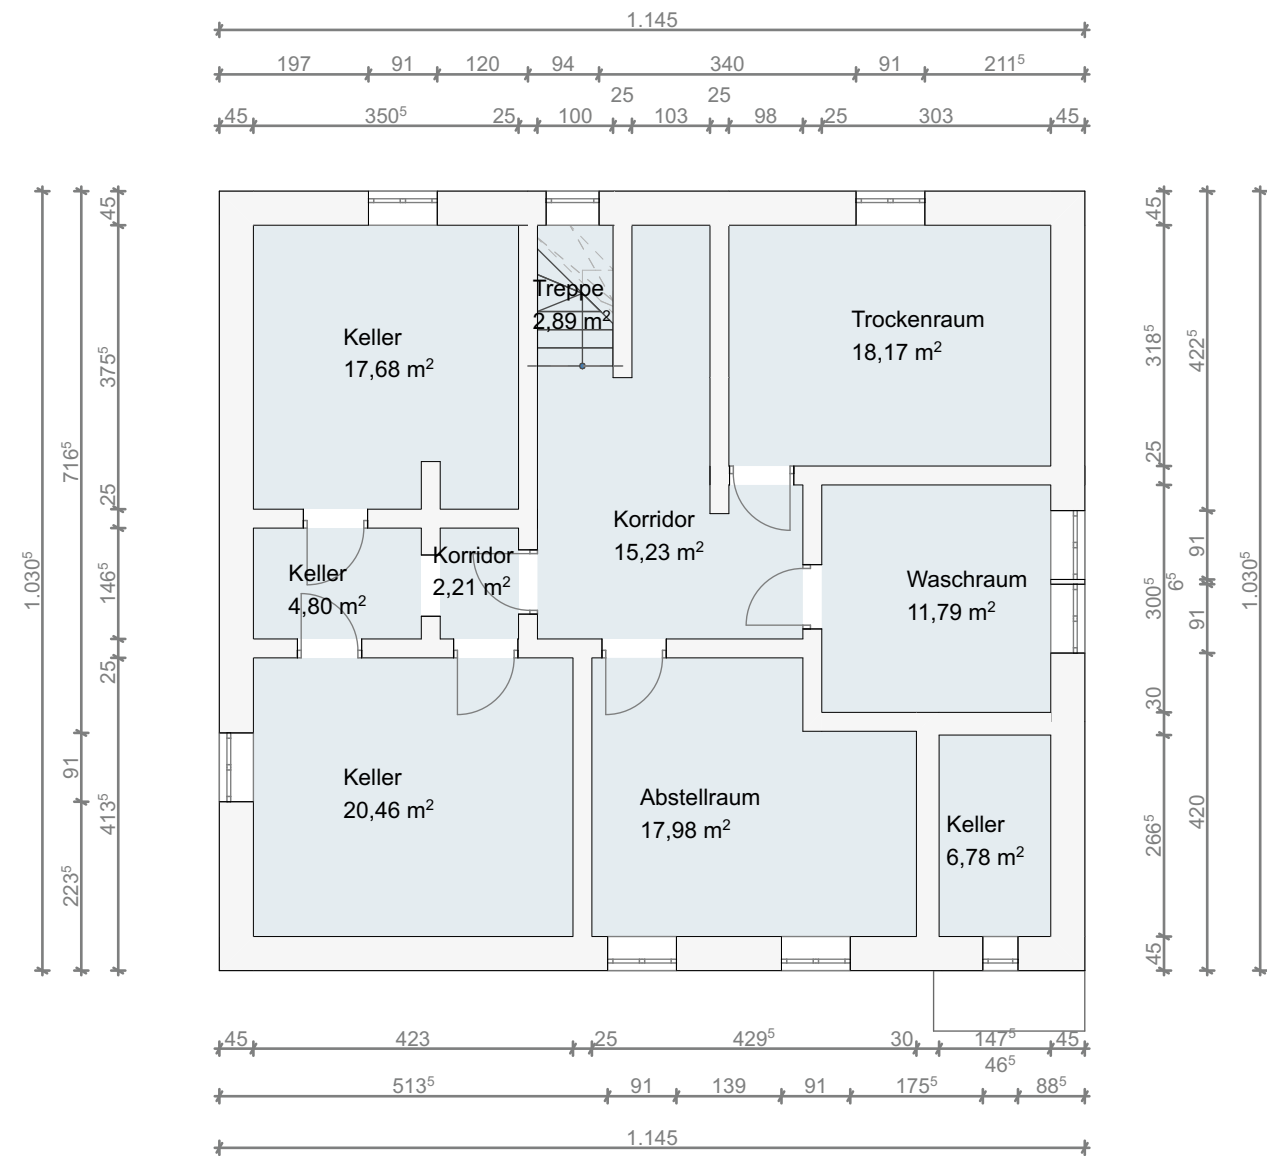 1.145
197 91 120 94 340 91 211⁵
25 25
45 350⁵ 25 100 103 98 25 303 45
45
375⁵
25
146⁵
25
413⁵
716⁵
91
223⁵
1.030⁵
45
318⁵
25
300⁵
30
266⁵
45
422⁵
91
6⁵
91
420
1.030⁵
Treppe
2,89 m²
Keller
17,68 m²
Trockenraum
18,17 m²
Korridor
15,23 m²
Korridor
2,21 m²
Keller
4,80 m²
Waschraum
11,79 m²
Keller
20,46 m²
Abstellraum
17,98 m²
Keller
6,78 m²
45 423 25 429⁵ 30 147⁵ 45
46⁵
513⁵ 91 139 91 175⁵ 88⁵
1.145